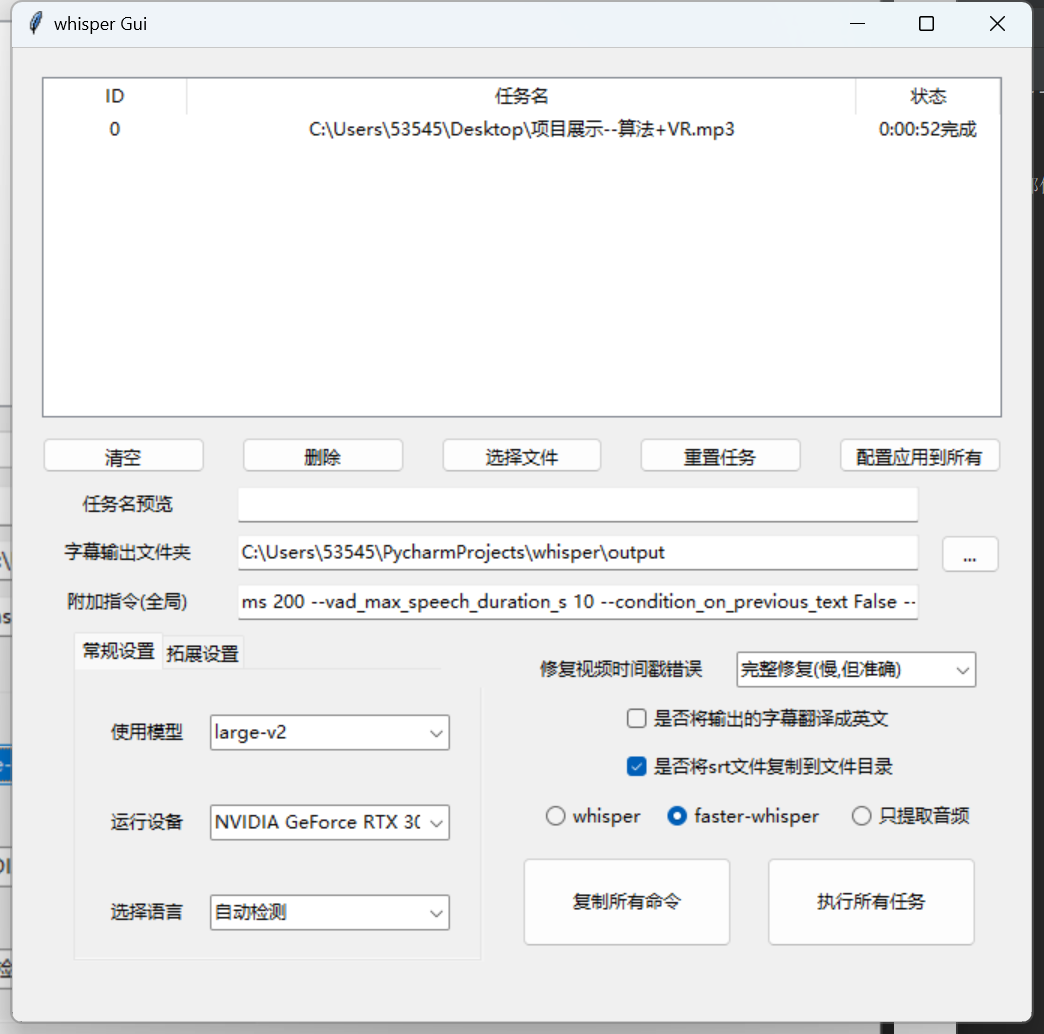 whisper Gui
ID 任务名 状态
0 C:\Users\53545\Desktop\项目展示--算法+VR.mp3 0:00:52完成
清空 删除 选择文件 重置任务 配置应用到所有
任务名预览
字幕输出文件夹 C:\Users\53545\PycharmProjects\whisper\output ...
附加指令(全局) ms 200 --vad_max_speech_duration_s 10 --condition_on_previous_text False --
常规设置 拓展设置
修复视频时间戳错误 完整修复(慢,但准确)
是否将输出的字幕翻译成英文
使用模型 large-v2
是否将srt文件复制到文件目录
运行设备 NVIDIA GeForce RTX 30
whisper faster-whisper 只提取音频
选择语言 自动检测
复制所有命令 执行所有任务